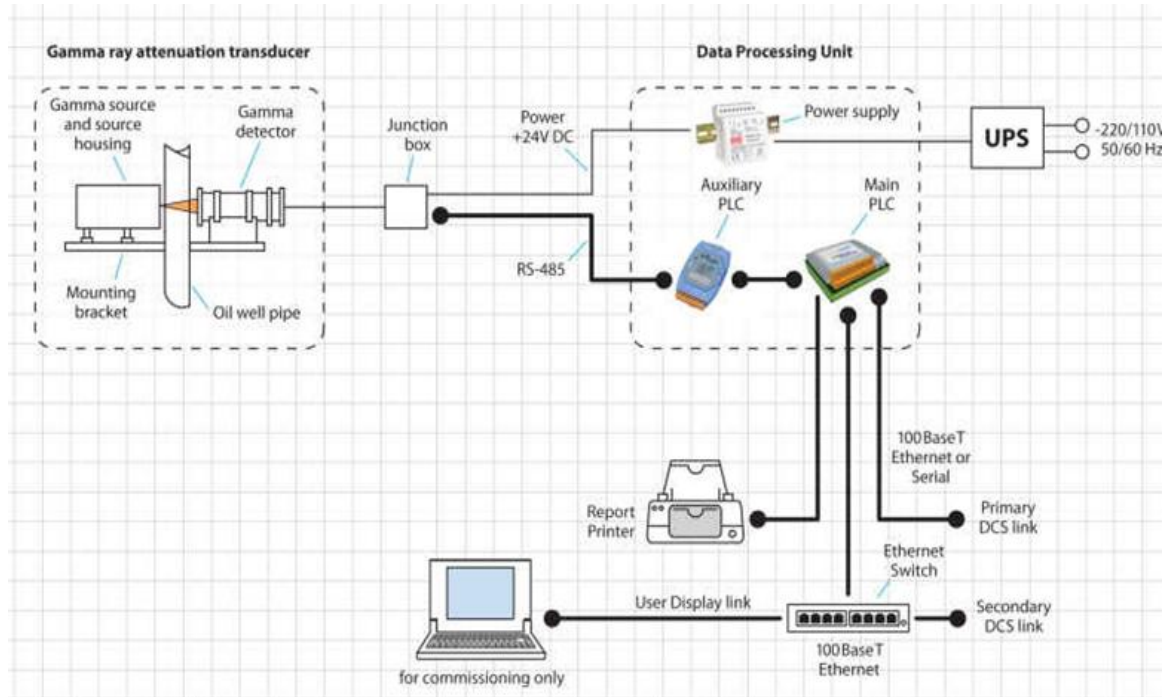 Gamma ray attenuation transducer
Data Processing Unit
Gamma source
and source
housing
Gamma
detector
Junction
box
Power
+24V DC
Power supply
UPS
-220/110V
50/60 Hz
Auxiliary
PLC
Main
PLC
RS-485
Mounting
bracket
Oil well pipe
100BaseT
Ethernet or
Serial
Report
Printer
Primary
DCS link
Ethernet
Switch
User Display link
Secondary
DCS link
100BaseT
Ethernet
for commissioning only